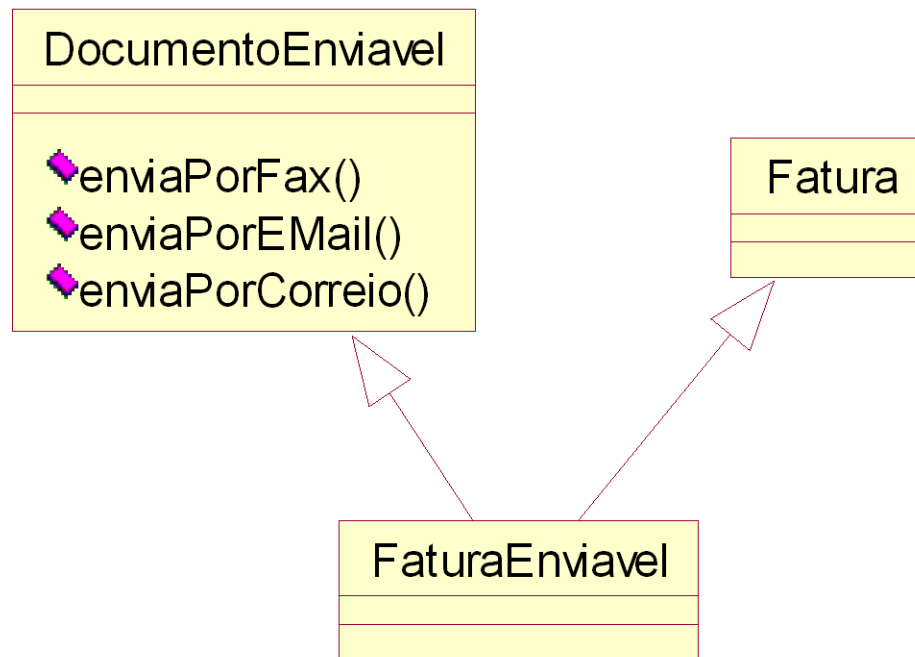 DocumentoEnviavel
enviaPorFax()
enviaPorEMail()
enviaPorCorreio()
Fatura
FaturaEnviavel